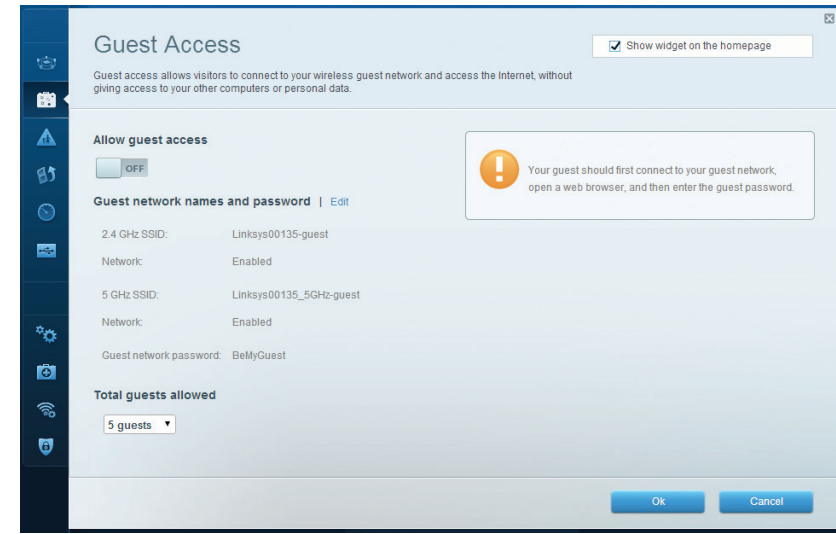 Guest Access
Show widget on the homepage
Guest access allows visitors to connect to your wireless guest network and access the Internet, without
giving access to your other computers or personal data.
Allow guest access
OFF
Your guest should first connect to your guest network,
open a web browser, and then enter the guest password.
Guest network names and password | Edit
2.4 GHz SSID: Linksys00135-guest
Network: Enabled
5 GHz SSID: Linksys00135_5GHz-guest
Network: Enabled
Guest network password: BeMyGuest
Total guests allowed
5 guests
Ok Cancel